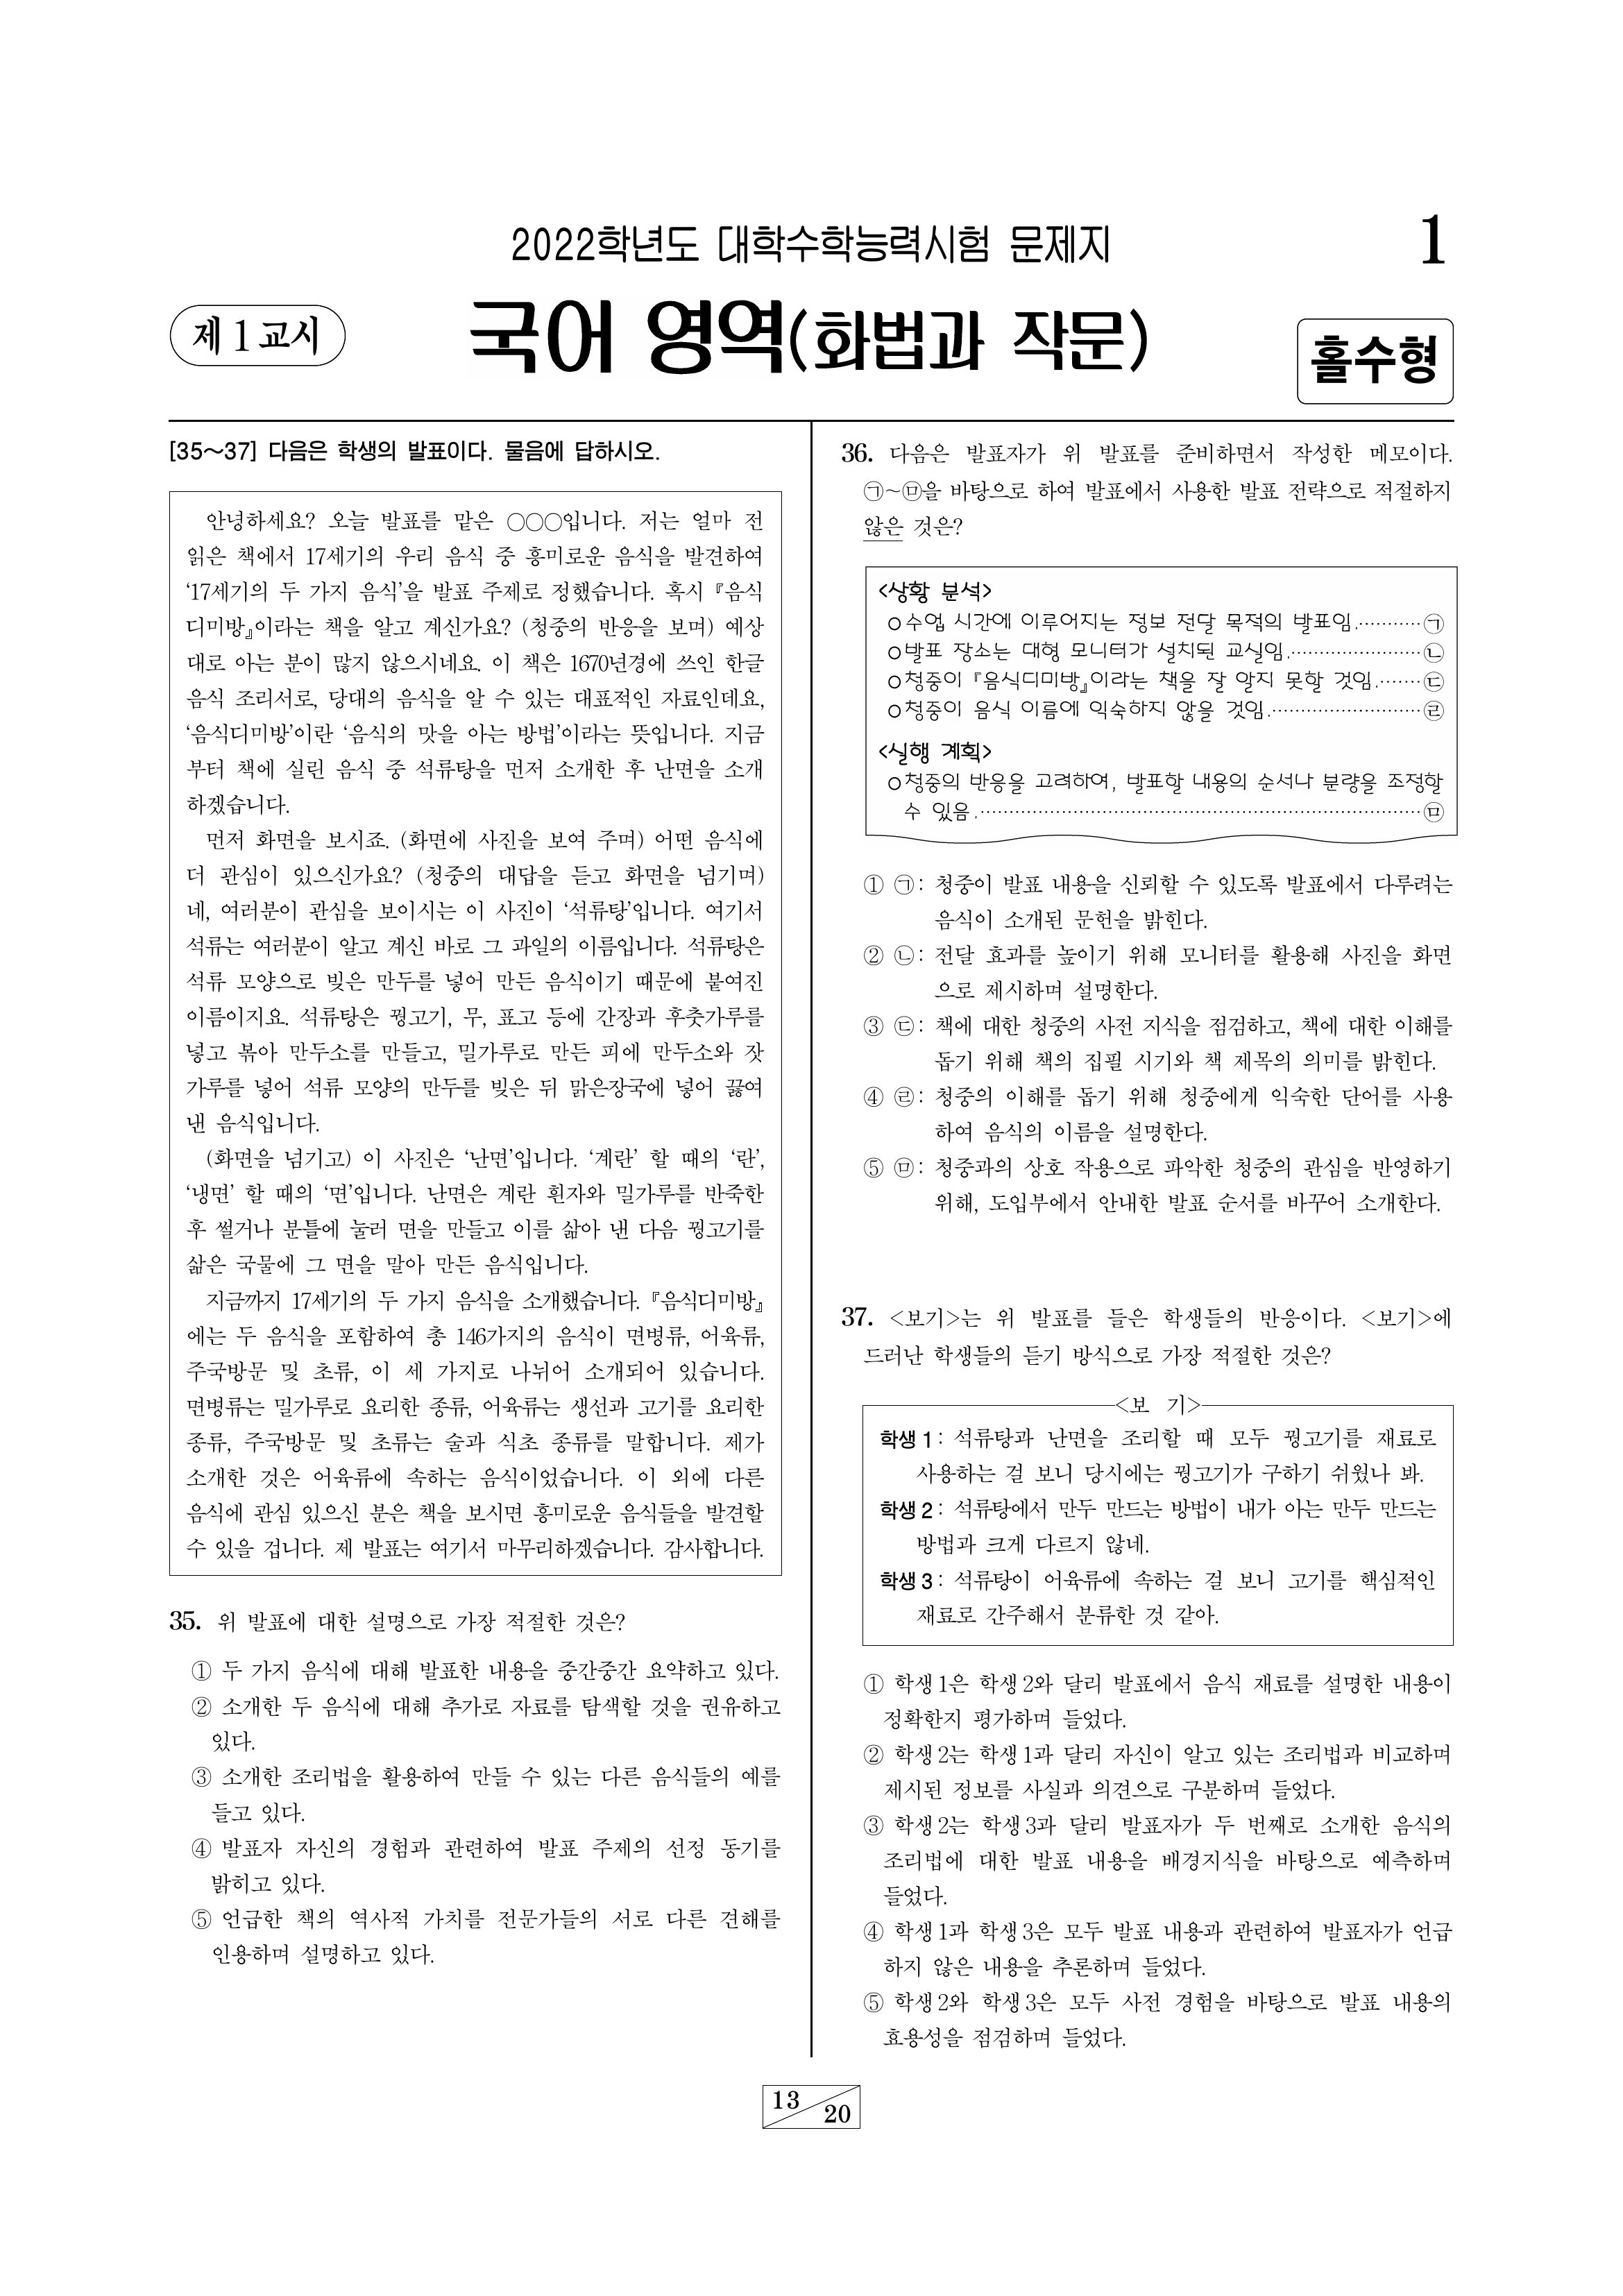 2022학년도 대학수학능력시험 문제지
1
제 1 교시
국어 영역(화법과 작문)
홀수형
[35～37] 다음은 학생의 발표이다. 물음에 답하시오.
안녕하세요? 오늘 발표를 맡은 ○○○입니다. 저는 얼마 전
읽은 책에서 17세기의 우리 음식 중 흥미로운 음식을 발견하여
‘17세기의 두 가지 음식’을 발표 주제로 정했습니다. 혹시 『음식
디미방』이라는 책을 알고 계신가요? (청중의 반응을 보며) 예상
대로 아는 분이 많지 않으시네요. 이 책은 1670년경에 쓰인 한글
음식 조리서로, 당대의 음식을 알 수 있는 대표적인 자료인데요,
‘음식디미방’이란 ‘음식의 맛을 아는 방법’이라는 뜻입니다. 지금
부터 책에 실린 음식 중 석류탕을 먼저 소개한 후 난면을 소개
하겠습니다.
먼저 화면을 보시죠. (화면에 사진을 보여 주며) 어떤 음식에
더 관심이 있으신가요? (청중의 대답을 듣고 화면을 넘기며)
네, 여러분이 관심을 보이시는 이 사진이 ‘석류탕’입니다. 여기서
석류는 여러분이 알고 계신 바로 그 과일의 이름입니다. 석류탕은
석류 모양으로 빚은 만두를 넣어 만든 음식이기 때문에 붙여진
이름이지요. 석류탕은 꿩고기, 무, 표고 등에 간장과 후춧가루를
넣고 볶아 만두소를 만들고, 밀가루로 만든 피에 만두소와 잣
가루를 넣어 석류 모양의 만두를 빚은 뒤 맑은장국에 넣어 끓여
낸 음식입니다.
(화면을 넘기고) 이 사진은 ‘난면’입니다. ‘계란’ 할 때의 ‘란’,
‘냉면’ 할 때의 ‘면’입니다. 난면은 계란 흰자와 밀가루를 반죽한
후 썰거나 분틀에 눌러 면을 만들고 이를 삶아 낸 다음 꿩고기를
삶은 국물에 그 면을 말아 만든 음식입니다.
지금까지 17세기의 두 가지 음식을 소개했습니다. 『음식디미방』
에는 두 음식을 포함하여 총 146가지의 음식이 면병류, 어육류,
주국방문 및 초류, 이 세 가지로 나뉘어 소개되어 있습니다.
면병류는 밀가루로 요리한 종류, 어육류는 생선과 고기를 요리한
종류, 주국방문 및 초류는 술과 식초 종류를 말합니다. 제가
소개한 것은 어육류에 속하는 음식이었습니다. 이 외에 다른
음식에 관심 있으신 분은 책을 보시면 흥미로운 음식들을 발견할
수 있을 겁니다. 제 발표는 여기서 마무리하겠습니다. 감사합니다.
35. 위 발표에 대한 설명으로 가장 적절한 것은?
① 두 가지 음식에 대해 발표한 내용을 중간중간 요약하고 있다.
② 소개한 두 음식에 대해 추가로 자료를 탐색할 것을 권유하고
있다.
③ 소개한 조리법을 활용하여 만들 수 있는 다른 음식들의 예를
들고 있다.
④ 발표자 자신의 경험과 관련하여 발표 주제의 선정 동기를
밝히고 있다.
⑤ 언급한 책의 역사적 가치를 전문가들의 서로 다른 견해를
인용하며 설명하고 있다.
36. 다음은 발표자가 위 발표를 준비하면서 작성한 메모이다.
㉠～㉤을 바탕으로 하여 발표에서 사용한 발표 전략으로 적절하지
않은 것은?
<상황 분석>
○수업 시간에 이루어지는 정보 전달 목적의 발표임.···········㉠
○발표 장소는 대형 모니터가 설치된 교실임.······················㉡
○청중이 『음식디미방』이라는 책을 잘 알지 못할 것임.·······㉢
○청중이 음식 이름에 익숙하지 않을 것임.·························㉣
<실행 계획>
○청중의 반응을 고려하여, 발표할 내용의 순서나 분량을 조정할
수 있음.···········································································㉤
① ㉠: 청중이 발표 내용을 신뢰할 수 있도록 발표에서 다루려는
음식이 소개된 문헌을 밝힌다.
② ㉡: 전달 효과를 높이기 위해 모니터를 활용해 사진을 화면
으로 제시하며 설명한다.
③ ㉢: 책에 대한 청중의 사전 지식을 점검하고, 책에 대한 이해를
돕기 위해 책의 집필 시기와 책 제목의 의미를 밝힌다.
④ ㉣: 청중의 이해를 돕기 위해 청중에게 익숙한 단어를 사용
하여 음식의 이름을 설명한다.
⑤ ㉤: 청중과의 상호 작용으로 파악한 청중의 관심을 반영하기
위해, 도입부에서 안내한 발표 순서를 바꾸어 소개한다.
37. <보기>는 위 발표를 들은 학생들의 반응이다. <보기>에
드러난 학생들의 듣기 방식으로 가장 적절한 것은?
<보 기>
학생 1 : 석류탕과 난면을 조리할 때 모두 꿩고기를 재료로
사용하는 걸 보니 당시에는 꿩고기가 구하기 쉬웠나 봐.
학생 2 : 석류탕에서 만두 만드는 방법이 내가 아는 만두 만드는
방법과 크게 다르지 않네.
학생 3 : 석류탕이 어육류에 속하는 걸 보니 고기를 핵심적인
재료로 간주해서 분류한 것 같아.
① 학생 1은 학생 2와 달리 발표에서 음식 재료를 설명한 내용이
정확한지 평가하며 들었다.
② 학생 2는 학생 1과 달리 자신이 알고 있는 조리법과 비교하며
제시된 정보를 사실과 의견으로 구분하며 들었다.
③ 학생 2는 학생 3과 달리 발표자가 두 번째로 소개한 음식의
조리법에 대한 발표 내용을 배경지식을 바탕으로 예측하며
들었다.
④ 학생 1과 학생 3은 모두 발표 내용과 관련하여 발표자가 언급
하지 않은 내용을 추론하며 들었다.
⑤ 학생 2와 학생 3은 모두 사전 경험을 바탕으로 발표 내용의
효용성을 점검하며 들었다.
13
20